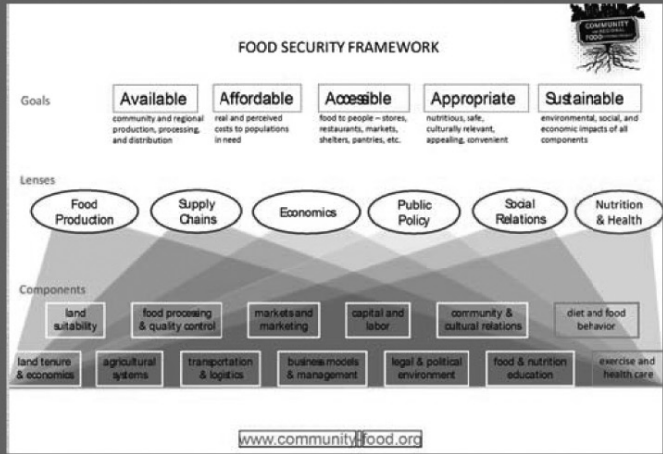 COMMUNITY
FOOD
FOOD SECURITY FRAMEWORK
Goals
Available
community and regional
production, processing,
and distribution
Affordable
real and perceived
costs to populations
in need
Accessible
food to people – stores,
restaurants, markets,
shelters, pantries, etc.
Appropriate
nutritious, safe,
culturally relevant,
appealing, convenient
Sustainable
environmental, social, and
economic impacts of all
components
Lenses
Food
Production
Supply
Chains
Economics
Public
Policy
Social
Relations
Nutrition
& Health
Components
land
suitability
food processing
& quality control
markets and
marketing
capital and
labor
community &
cultural relations
diet and food
behavior
land tenure
& economics
agricultural
systems
transportation
& logistics
business models
& management
legal & political
environment
food & nutrition
education
exercise and
health care
www.community-food.org